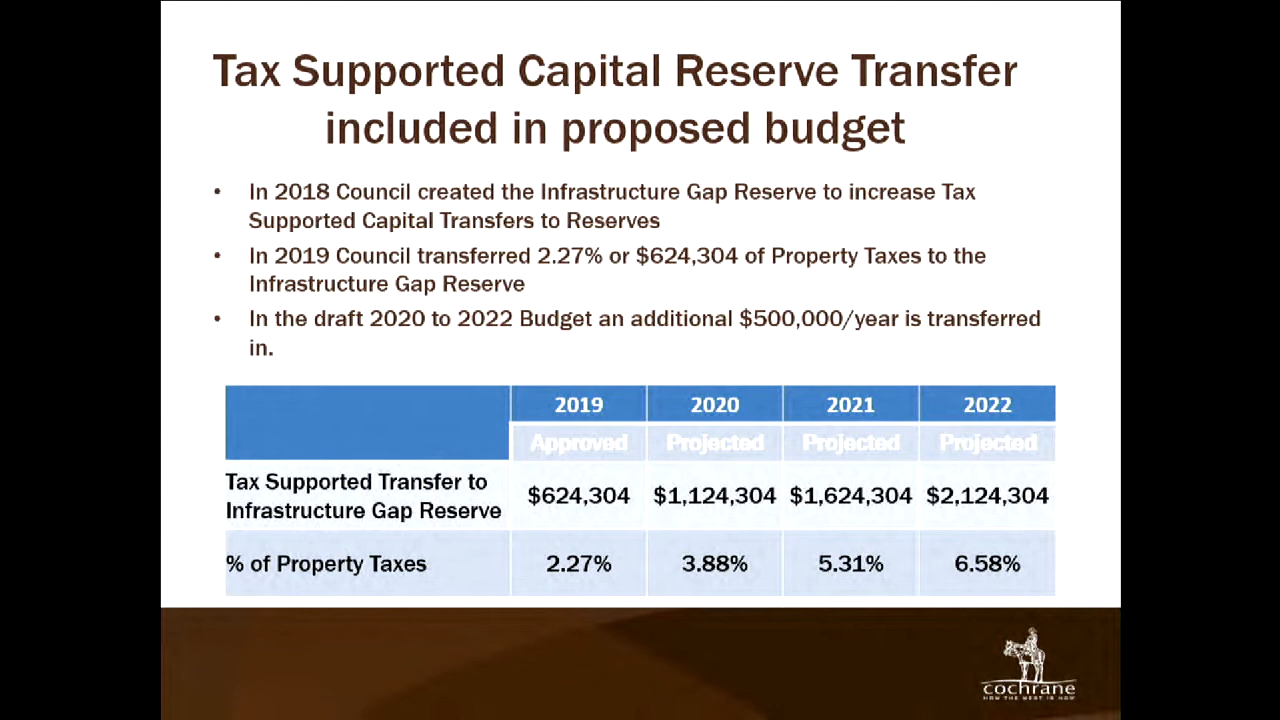 Tax Supported Capital Reserve Transfer
included in proposed budget
• In 2018 Council created the Infrastructure Gap Reserve to increase Tax
Supported Capital Transfers to Reserves
• In 2019 Council transferred 2.27% or $624,304 of Property Taxes to the
Infrastructure Gap Reserve
• In the draft 2020 to 2022 Budget an additional $500,000/year is transferred
in.
2019 2020 2021 2022
Approved Projected Projected Projected
Tax Supported Transfer to
Infrastructure Gap Reserve
$624,304 $1,124,304 $1,624,304 $2,124,304
% of Property Taxes 2.27% 3.88% 5.31% 6.58%
cochrane
HOW THE WEST IS NOW